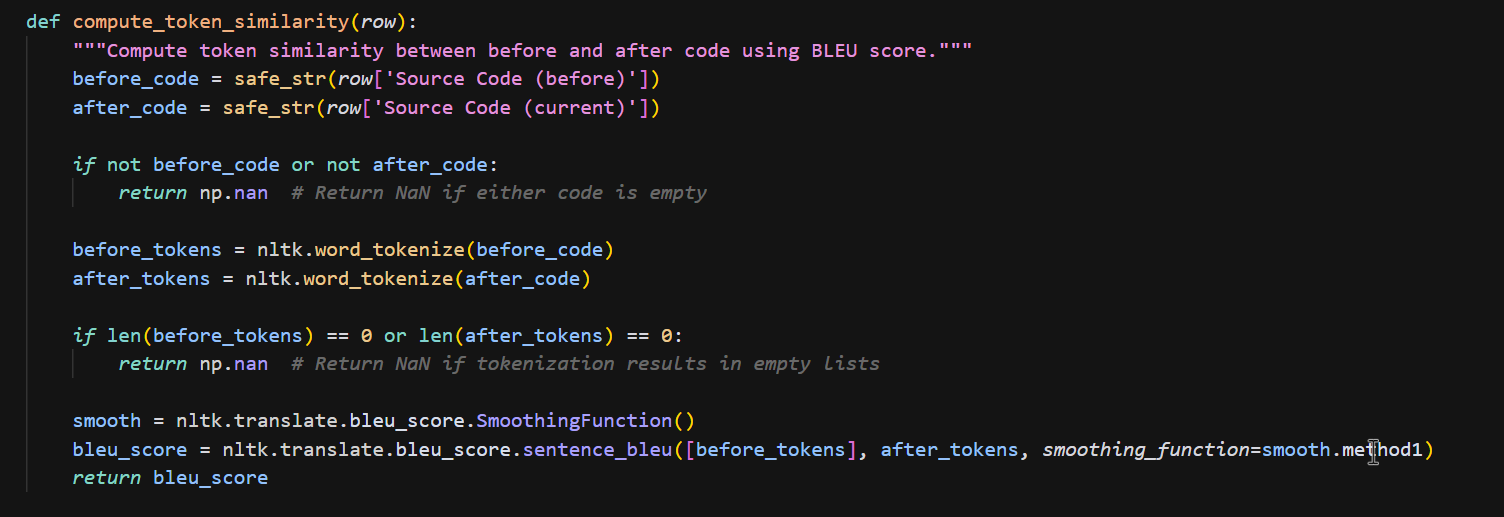 def compute_token_similarity(row):
"""Compute token similarity between before and after code using BLEU score."""
before_code = safe_str(row['Source Code (before)'])
after_code = safe_str(row['Source Code (current)'])
if not before_code or not after_code:
return np.nan  # Return NaN if either code is empty
before_tokens = nltk.word_tokenize(before_code)
after_tokens = nltk.word_tokenize(after_code)
if len(before_tokens) == 0 or len(after_tokens) == 0:
return np.nan  # Return NaN if tokenization results in empty lists
smooth = nltk.translate.bleu_score.SmoothingFunction()
bleu_score = nltk.translate.bleu_score.sentence_bleu([before_tokens], after_tokens, smoothing_function=smooth.method1)
return bleu_score